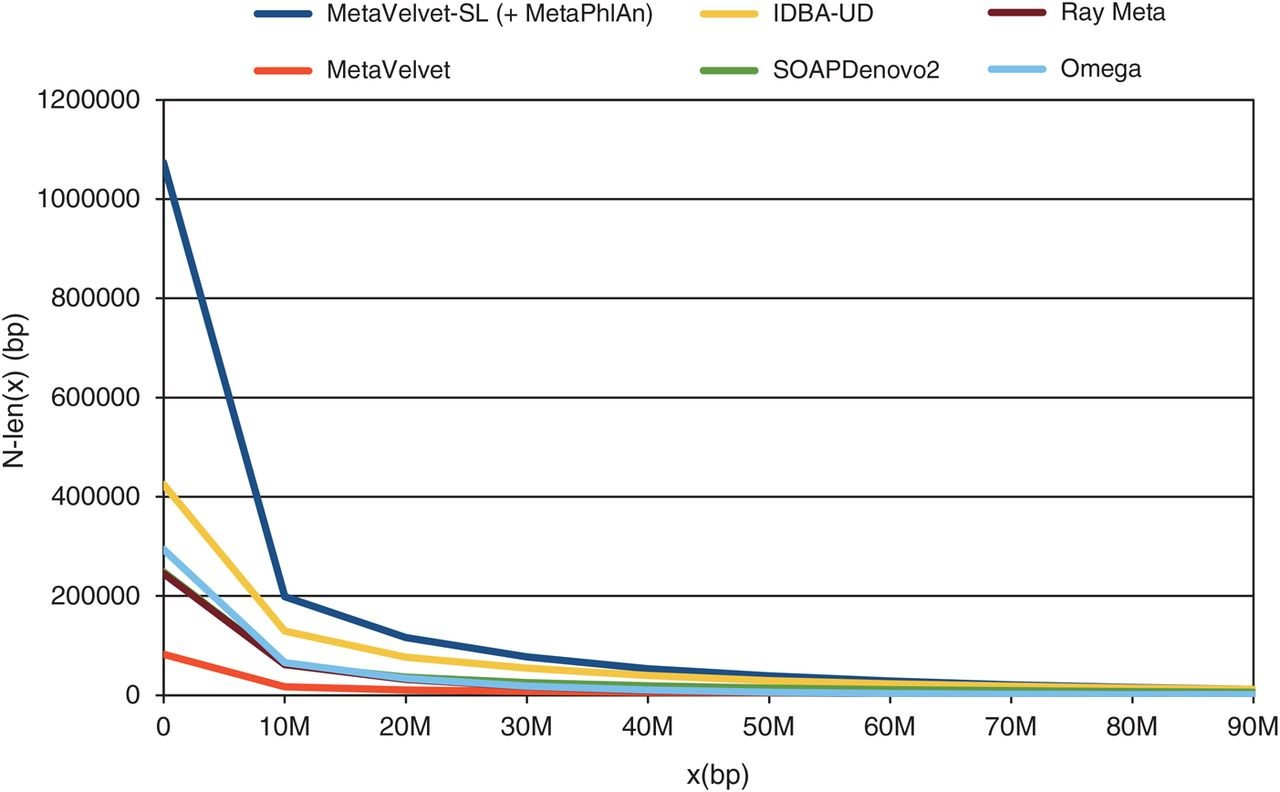 MetaVelvet-SL (+ MetaPhlAn) IDBA-UD Ray Meta
MetaVelvet SOAPDenovo2 Omega
1200000
1000000
800000
600000
400000
200000
0
N-len(x) (bp)
0 10M 20M 30M 40M 50M 60M 70M 80M 90M
x(bp)